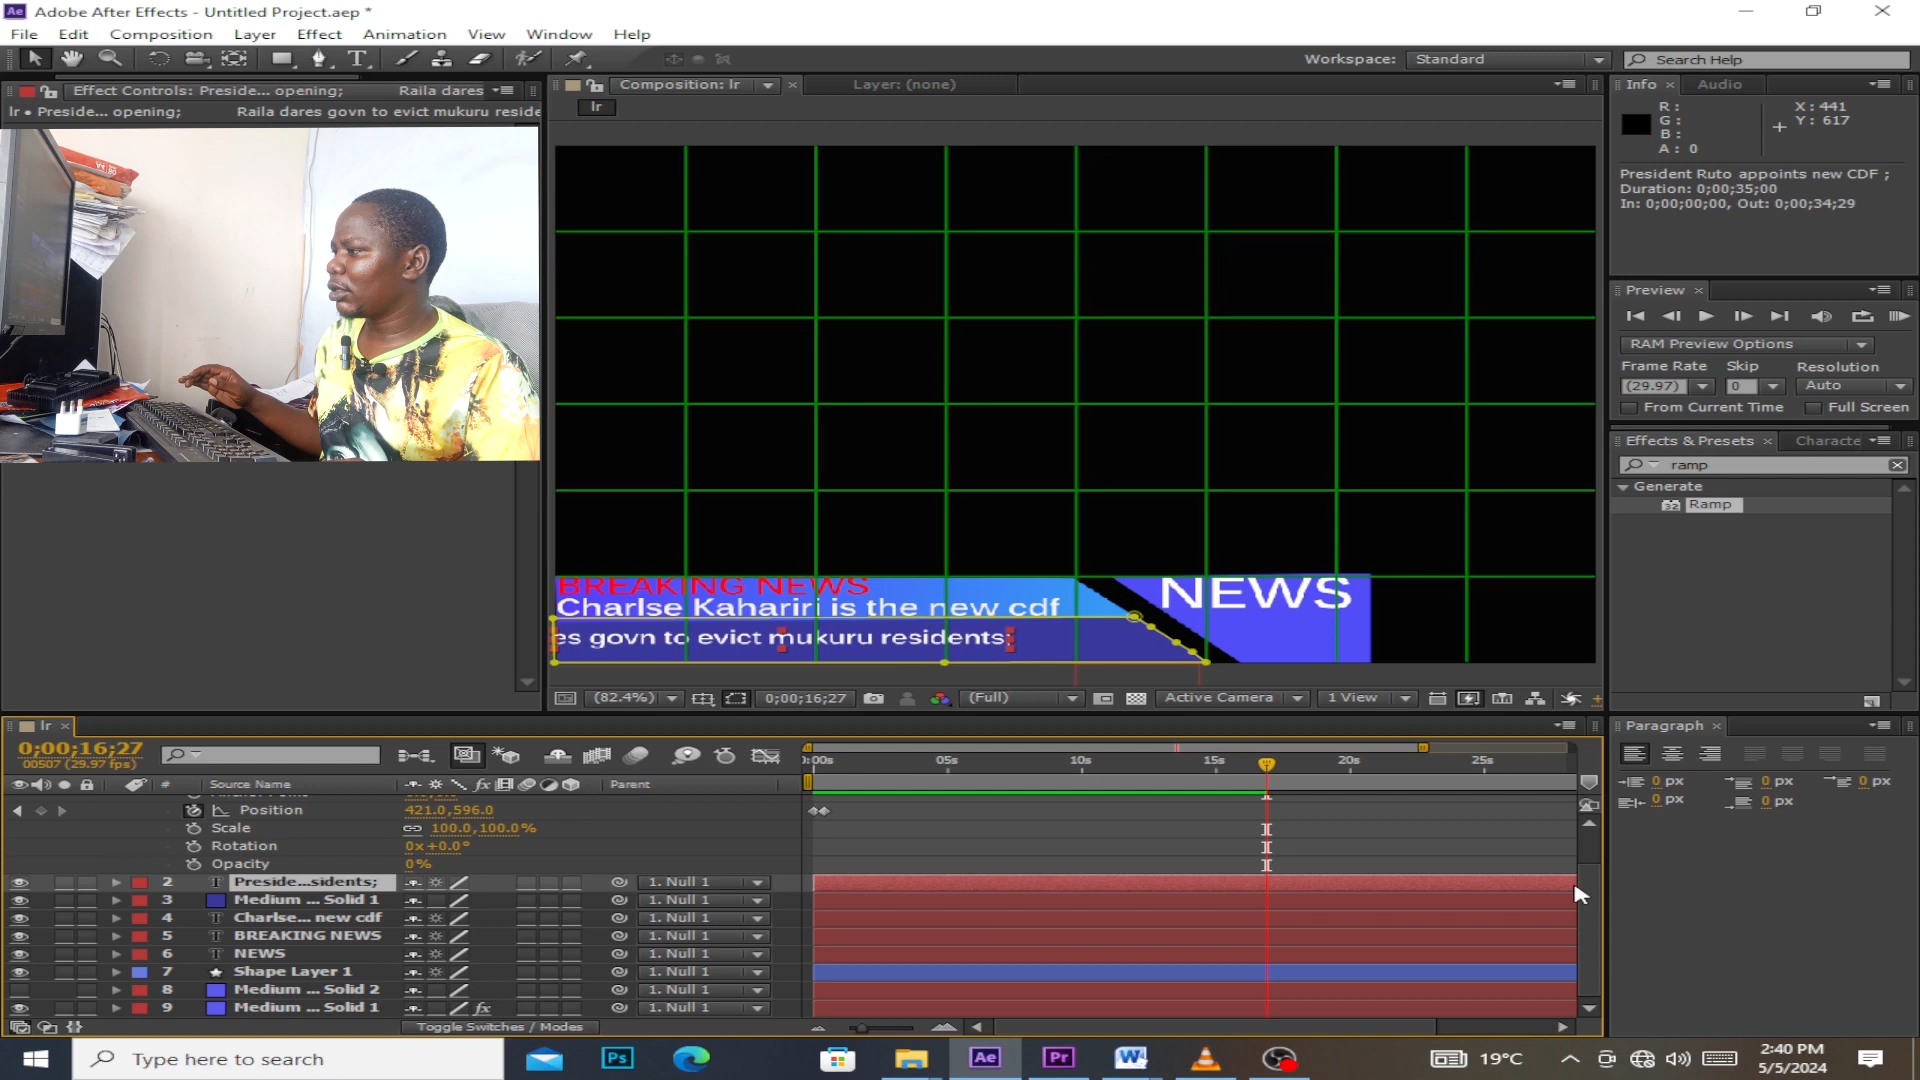 Adobe After Effects - Untitled Project.aep *
File Edit Composition Layer Effect Animation View Window Help
Workspace: Standard Search Help
Effect Controls: Preside... opening; Raila dares
Ir • Preside... opening; Raila dares govn to evict mukuru reside
Composition: Ir Layer: (none)
Ir
Info Audio
R : X : 441
G : Y : 617
B :
A : 0
President Ruto appoints new CDF ;
Duration: 0;00;35;00
In: 0;00;00;00, Out: 0;00;34;29
Preview
RAM Preview Options
Frame Rate Skip Resolution
(29.97) 0 Auto
From Current Time Full Screen
Effects & Presets Characte
ramp
Generate
32 Ramp
BREAKING NEWS
Charlse Kahariri is the new cdf
es govn to evict mukuru residents;
NEWS
(82.4%) 0;00;16;27 (Full) Active Camera 1 View
Ir
0;00;16;27
00507 (29.97 fps)
0:00s 05s 10s 15s 20s 25s
# Source Name fx Parent
Position 421.0,596.0
Scale 100.0,100.0%
Rotation 0x+0.0°
Opacity 0%
2 T Preside...sidents; 1. Null 1
3 Medium ... Solid 1 1. Null 1
4 T Charlse... new cdf 1. Null 1
5 T BREAKING NEWS 1. Null 1
6 T NEWS 1. Null 1
7 Shape Layer 1 1. Null 1
8 Medium ... Solid 2 1. Null 1
9 Medium ... Solid 1 fx 1. Null 1
Toggle Switches / Modes
Paragraph
0 px 0 px 0 px
0 px 0 px
Type here to search
Ps Ae Pr W
19°C
2:40 PM
5/5/2024